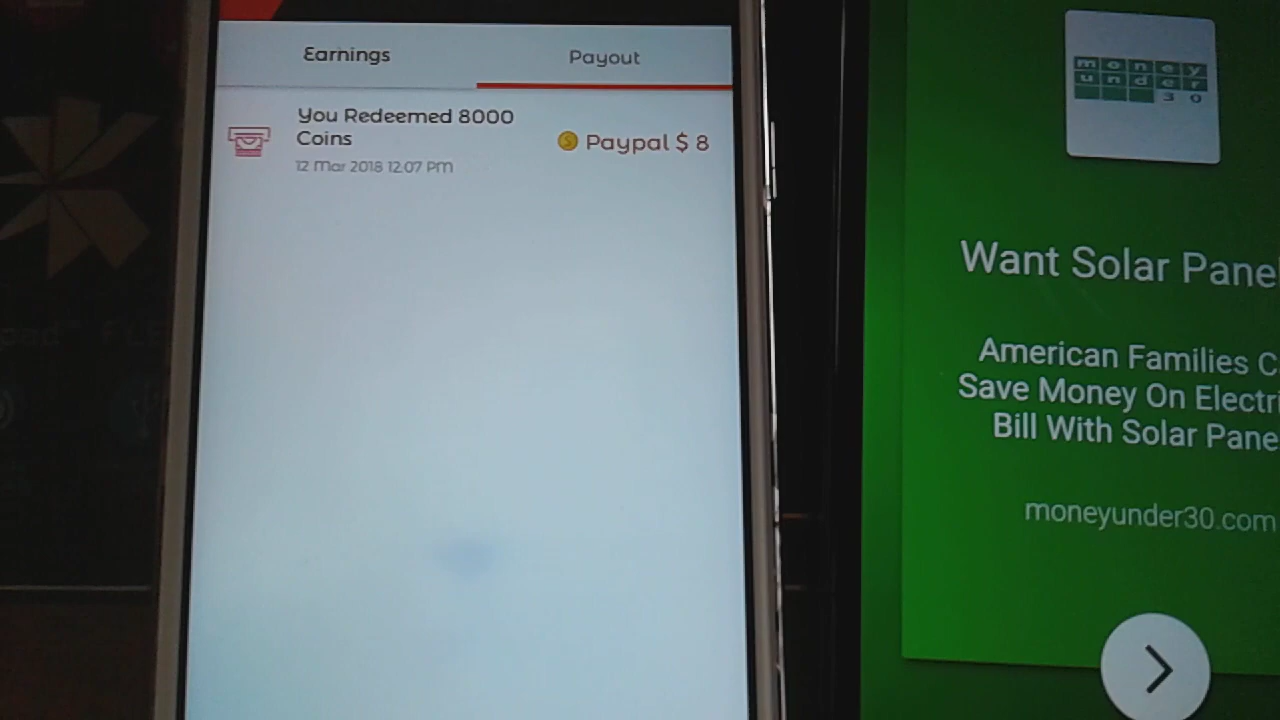 Earnings
Payout
You Redeemed 8000
Coins
12 Mar 2018 12:07 PM
Paypal $ 8
money
under
30
Want Solar Pane
American Families C
Save Money On Electri
Bill With Solar Pane
moneyunder30.com